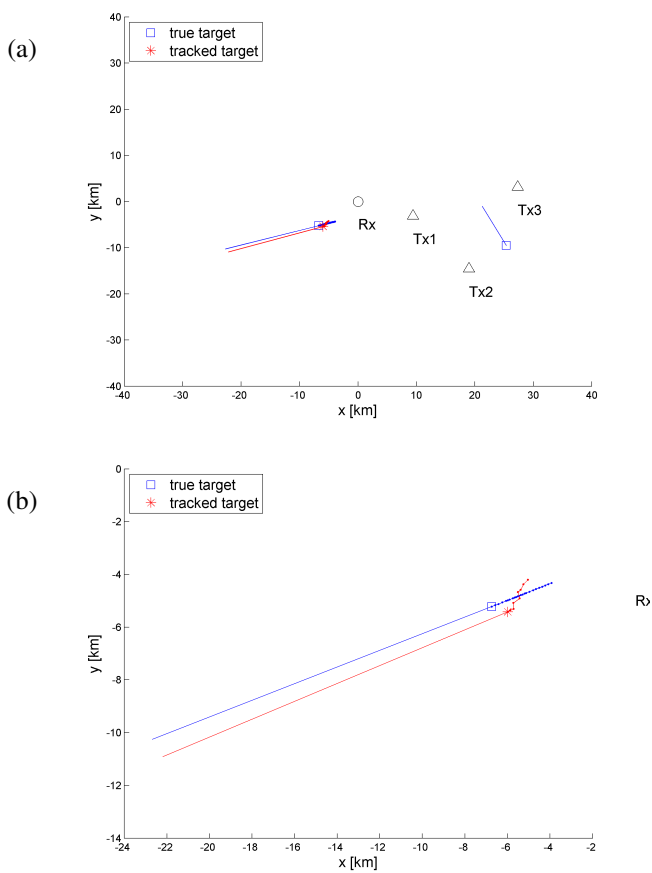 (a)
true target
tracked target
40
30
20
10
0
-10
-20
-30
-40
y [km]
Rx
Tx1
Tx2
Tx3
-40
-30
-20
-10
0
10
20
30
40
x [km]
(b)
true target
tracked target
0
-2
-4
-6
-8
-10
-12
-14
y [km]
Rx
-24
-22
-20
-18
-16
-14
-12
-10
-8
-6
-4
-2
x [km]